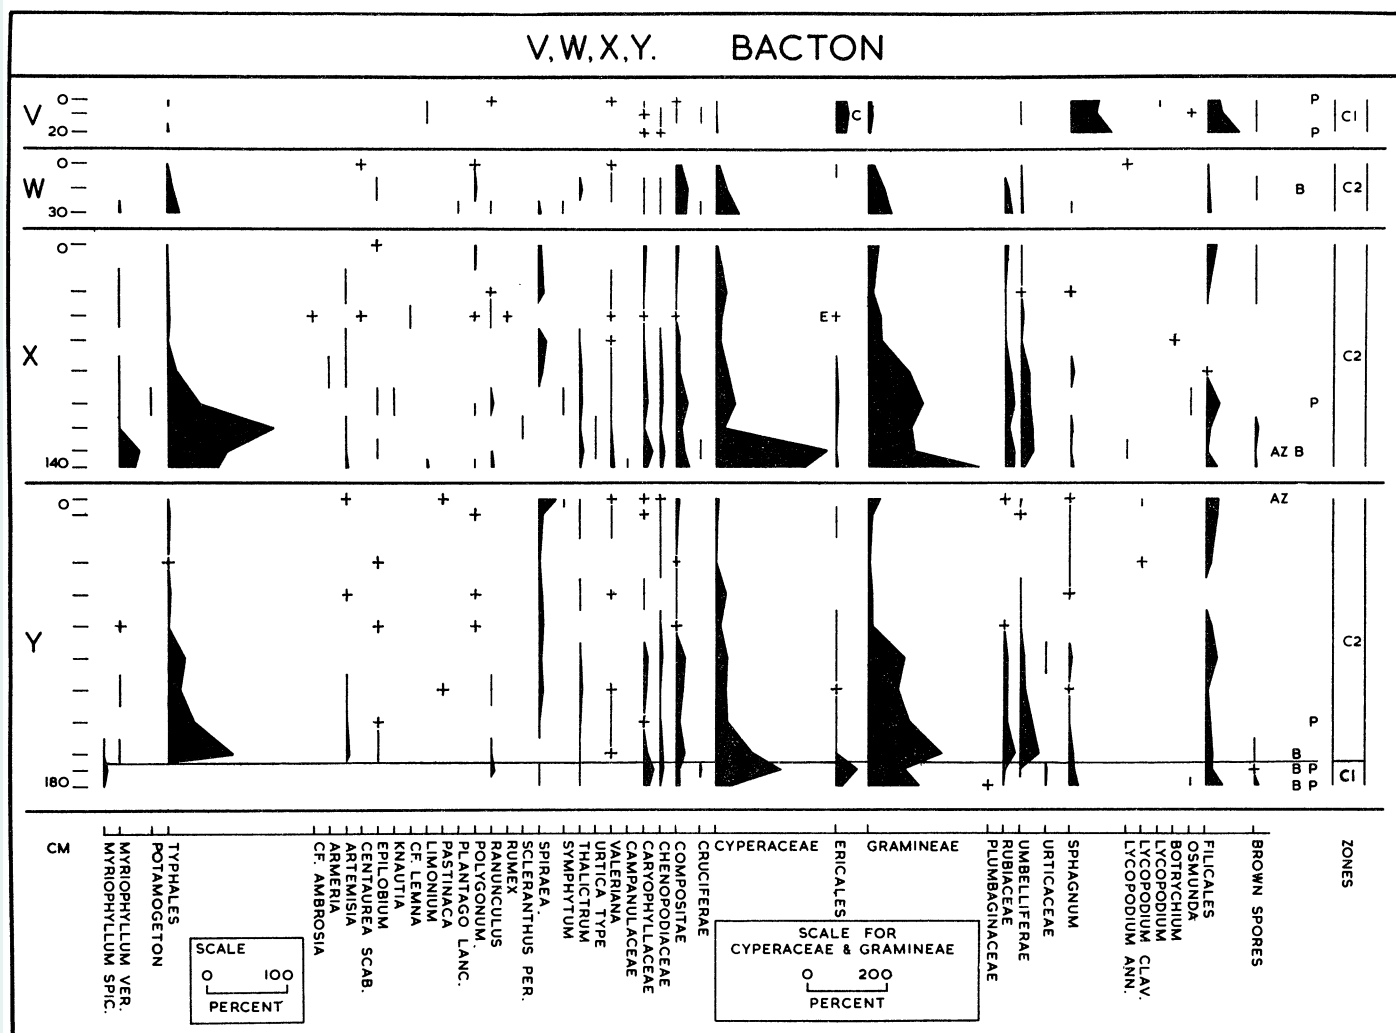 V, W, X, Y. BACTON
V
0
20
C
P
P
C1
W
0
30
B
C2
X
0
140
E
P
AZ B
C2
Y
0
180
AZ
P
B
B P
B P
C2
C1
CM
MYRIOPHYLLUM SPIC.
MYRIOPHYLLUM VER.
POTAMOGETON
TYPHALES
CF. AMBROSIA
ARMERIA
ARTEMISIA
CENTAUREA SCAB.
EPILOBIUM
KNAUTIA
CF. LEMNA
LIMONIUM
PASTINACA
PLANTAGO LANC.
POLYGONUM.
RANUNCULUS
RUMEX
SCLERANTHUS PER.
SPIRAEA.
SYMPHYTUM
THALICTRUM
URTICA TYPE
VALERIANA
CAMPANULACEAE
CARYOPHYLLACEAE
CHENOPODIACEAE
COMPOSITAE
CRUCIFERAE
CYPERACEAE
ERICALES
GRAMINEAE
PLUMBAGINACEAE
RUBIACEAE
UMBELLIFERAE
URTICACEAE
SPHAGNUM
LYCOPODIUM ANN.
LYCOPODIUM CLAV.
LYCOPODIUM
BOTRYCHIUM
OSMUNDA
FILICALES
BROWN SPORES
ZONES
SCALE
0 100
PERCENT
SCALE FOR
CYPERACEAE & GRAMINEAE
0 200
PERCENT